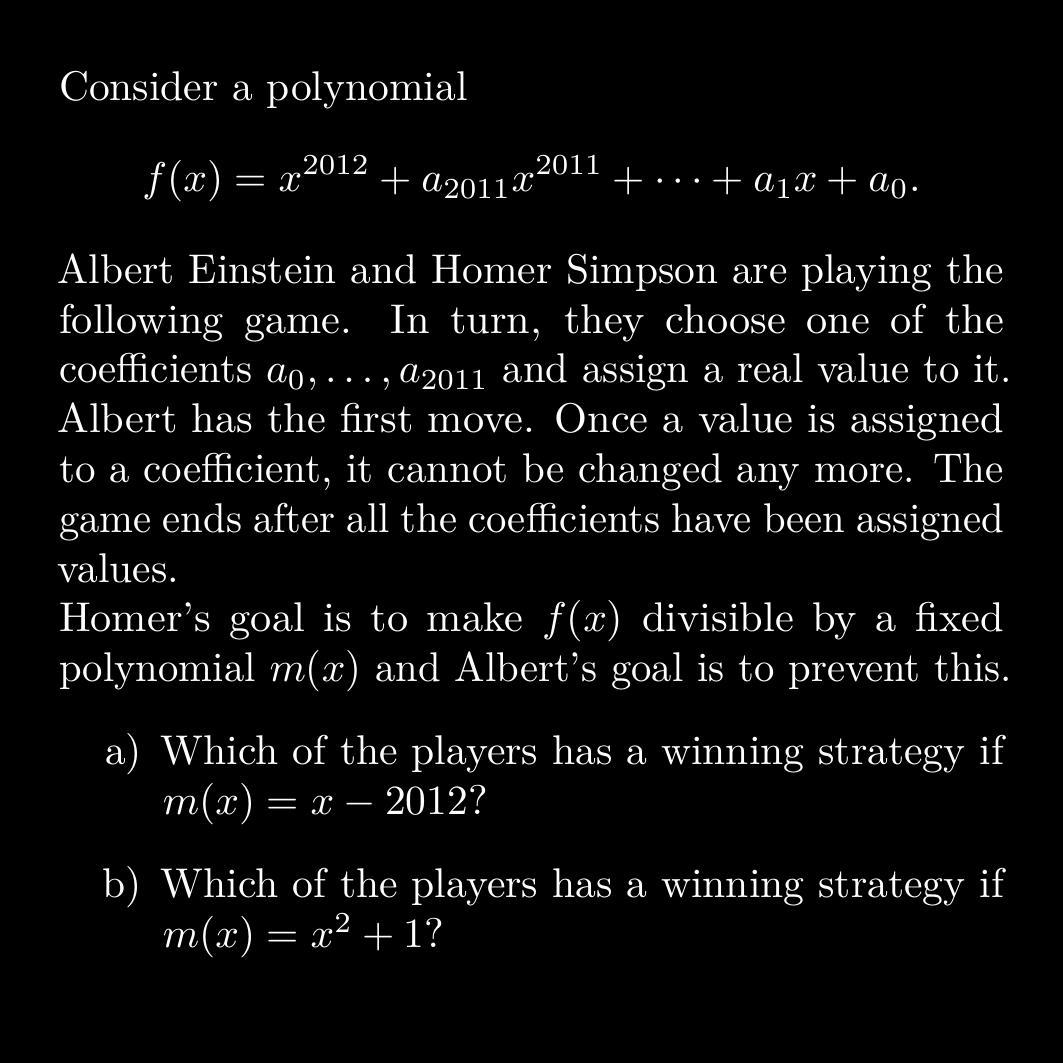 Consider a polynomial
f(x) = x^{2012} + a_{2011}x^{2011} + ⋯ + a_1x + a_0.
Albert Einstein and Homer Simpson are playing the
following game. In turn, they choose one of the
coefficients a_0, . . . , a_{2011} and assign a real value to it.
Albert has the first move. Once a value is assigned
to a coefficient, it cannot be changed any more. The
game ends after all the coefficients have been assigned
values.
Homer's goal is to make f(x) divisible by a fixed
polynomial m(x) and Albert's goal is to prevent this.
a) Which of the players has a winning strategy if
m(x) = x − 2012?
b) Which of the players has a winning strategy if
m(x) = x^2 + 1?